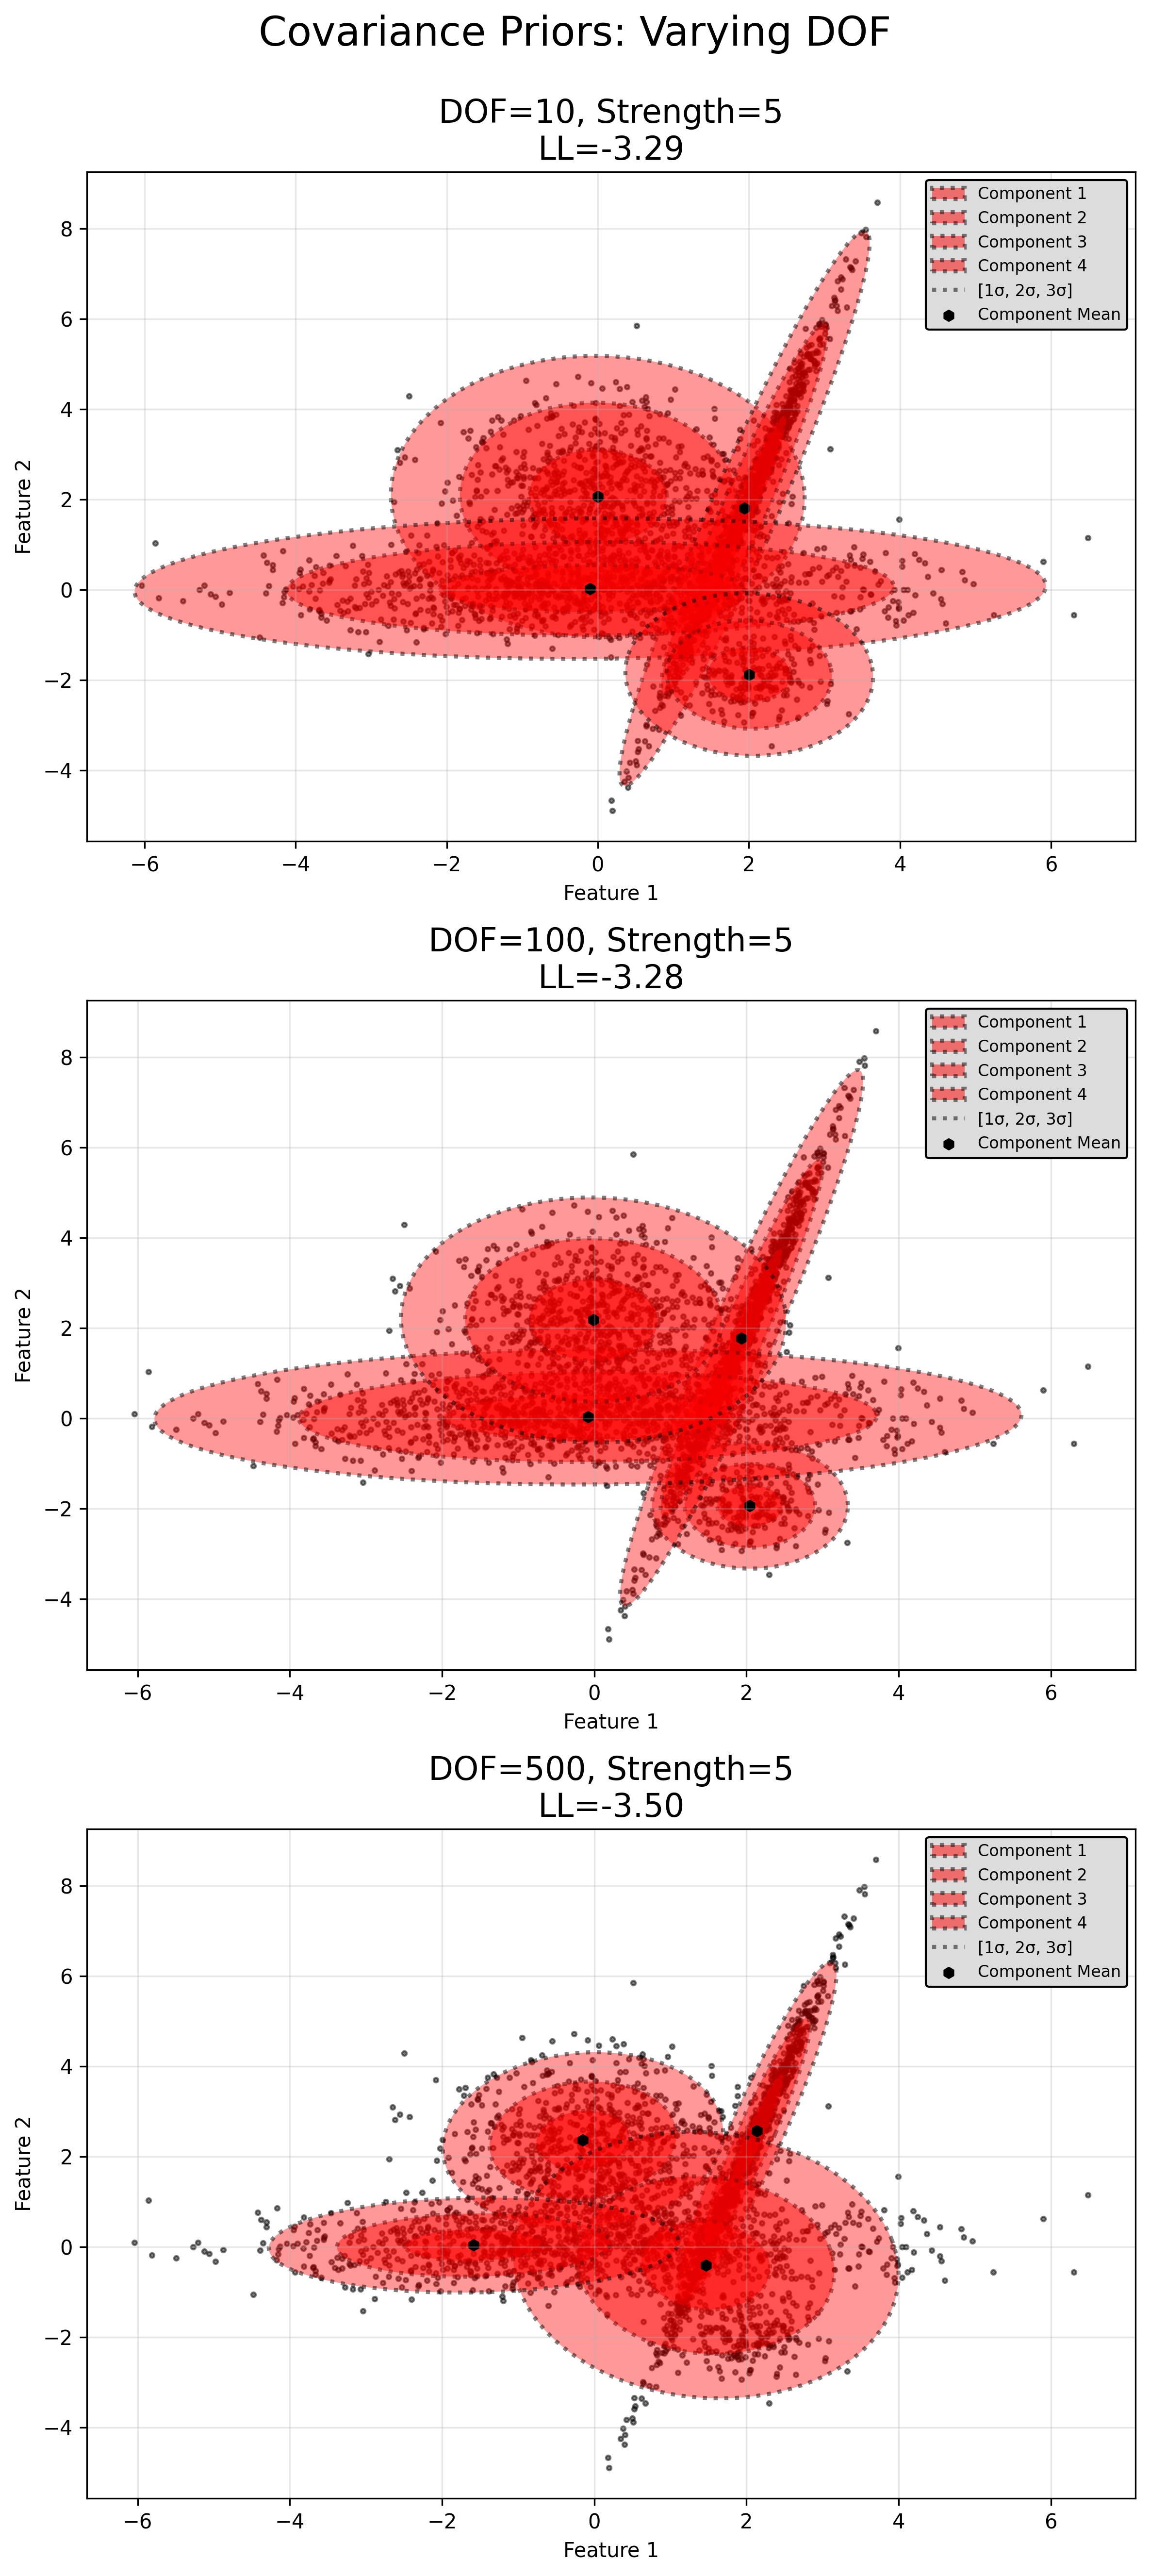 Covariance Priors: Varying DOF
DOF=10, Strength=5
LL=-3.29
Component 1
Component 2
Component 3
Component 4
[1σ, 2σ, 3σ]
Component Mean
8
6
4
2
0
−2
−4
Feature 2
−6 −4 −2 0 2 4 6
Feature 1
DOF=100, Strength=5
LL=-3.28
Component 1
Component 2
Component 3
Component 4
[1σ, 2σ, 3σ]
Component Mean
8
6
4
2
0
−2
−4
Feature 2
−6 −4 −2 0 2 4 6
Feature 1
DOF=500, Strength=5
LL=-3.50
Component 1
Component 2
Component 3
Component 4
[1σ, 2σ, 3σ]
Component Mean
8
6
4
2
0
−2
−4
Feature 2
−6 −4 −2 0 2 4 6
Feature 1